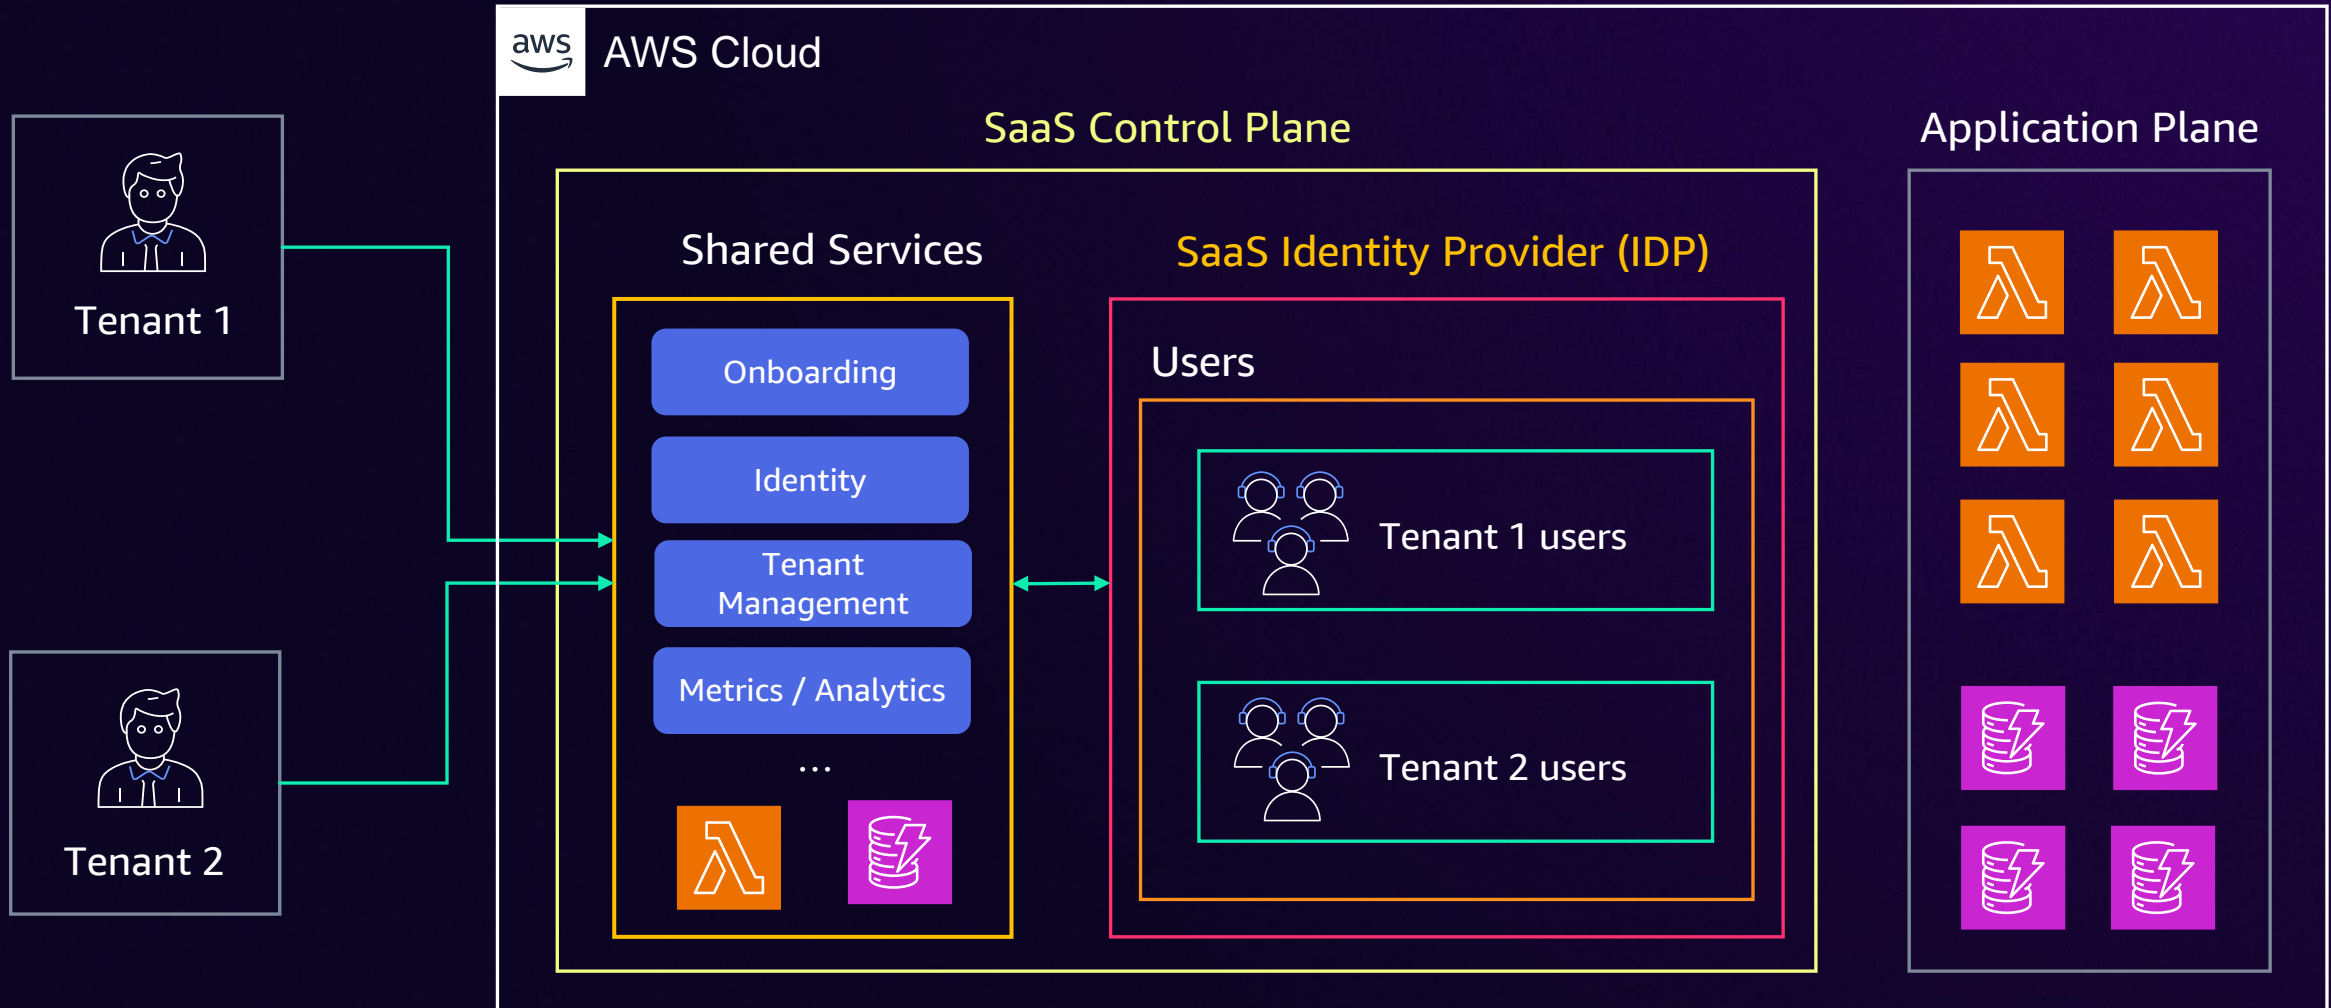 aws
AWS Cloud
SaaS Control Plane
Application Plane
Shared Services
SaaS Identity Provider (IDP)
Tenant 1
Onboarding
Users
Identity
Tenant
Management
Tenant 1 users
Metrics / Analytics
...
Tenant 2 users
Tenant 2